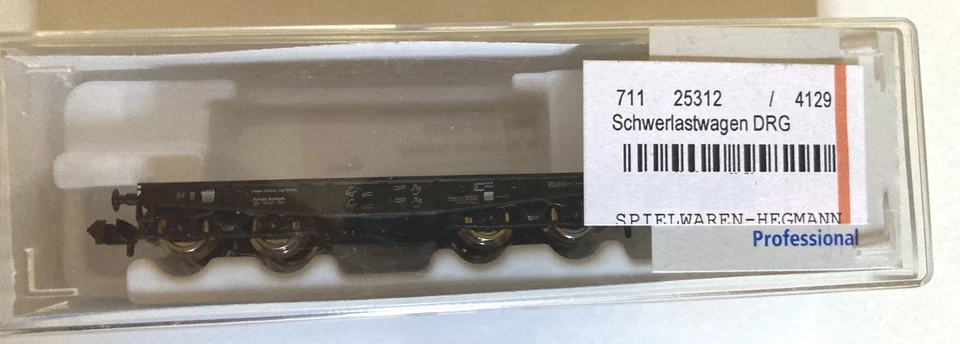 711 25312 / 4129
Schwerlastwagen DRG
SPIELWAREN-HEGMANN
Professional